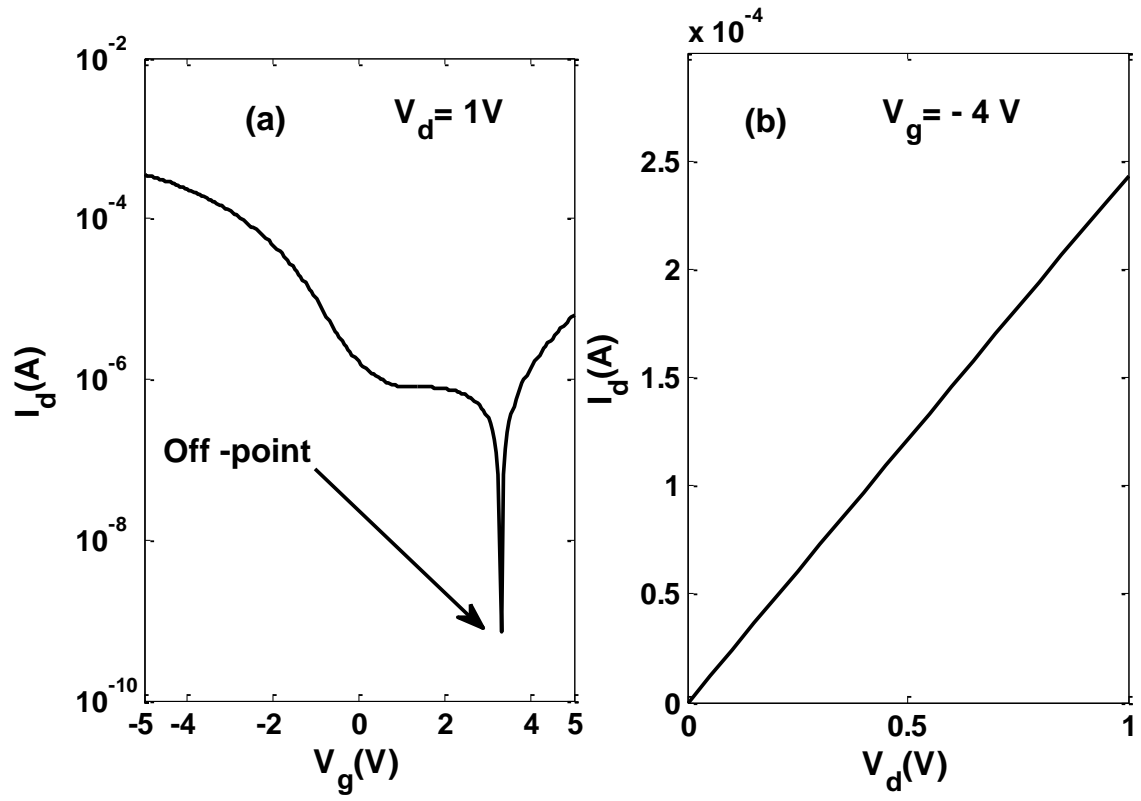 (a)
V_d= 1V
10^-2
10^-4
10^-6
10^-8
10^-10
I_d(A)
Off -point
-5 -4 -2 0 2 4 5
V_g(V)
x 10^-4
(b)
V_g= - 4 V
2.5
2
1.5
1
0.5
0
I_d(A)
0 0.5 1
V_d(V)